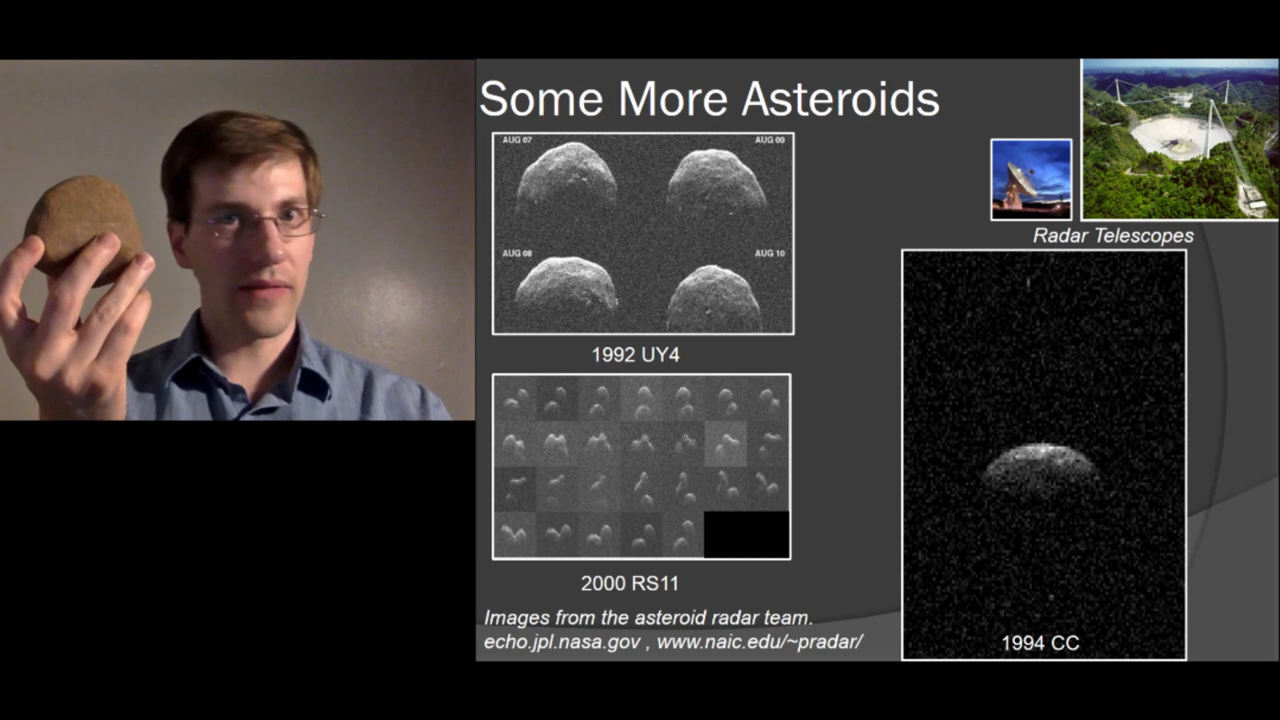 Some More Asteroids
AUG 07
AUG 09
AUG 08
AUG 10
1992 UY4
2000 RS11
Images from the asteroid radar team.
echo.jpl.nasa.gov , www.naic.edu/~pradar/
Radar Telescopes
1994 CC